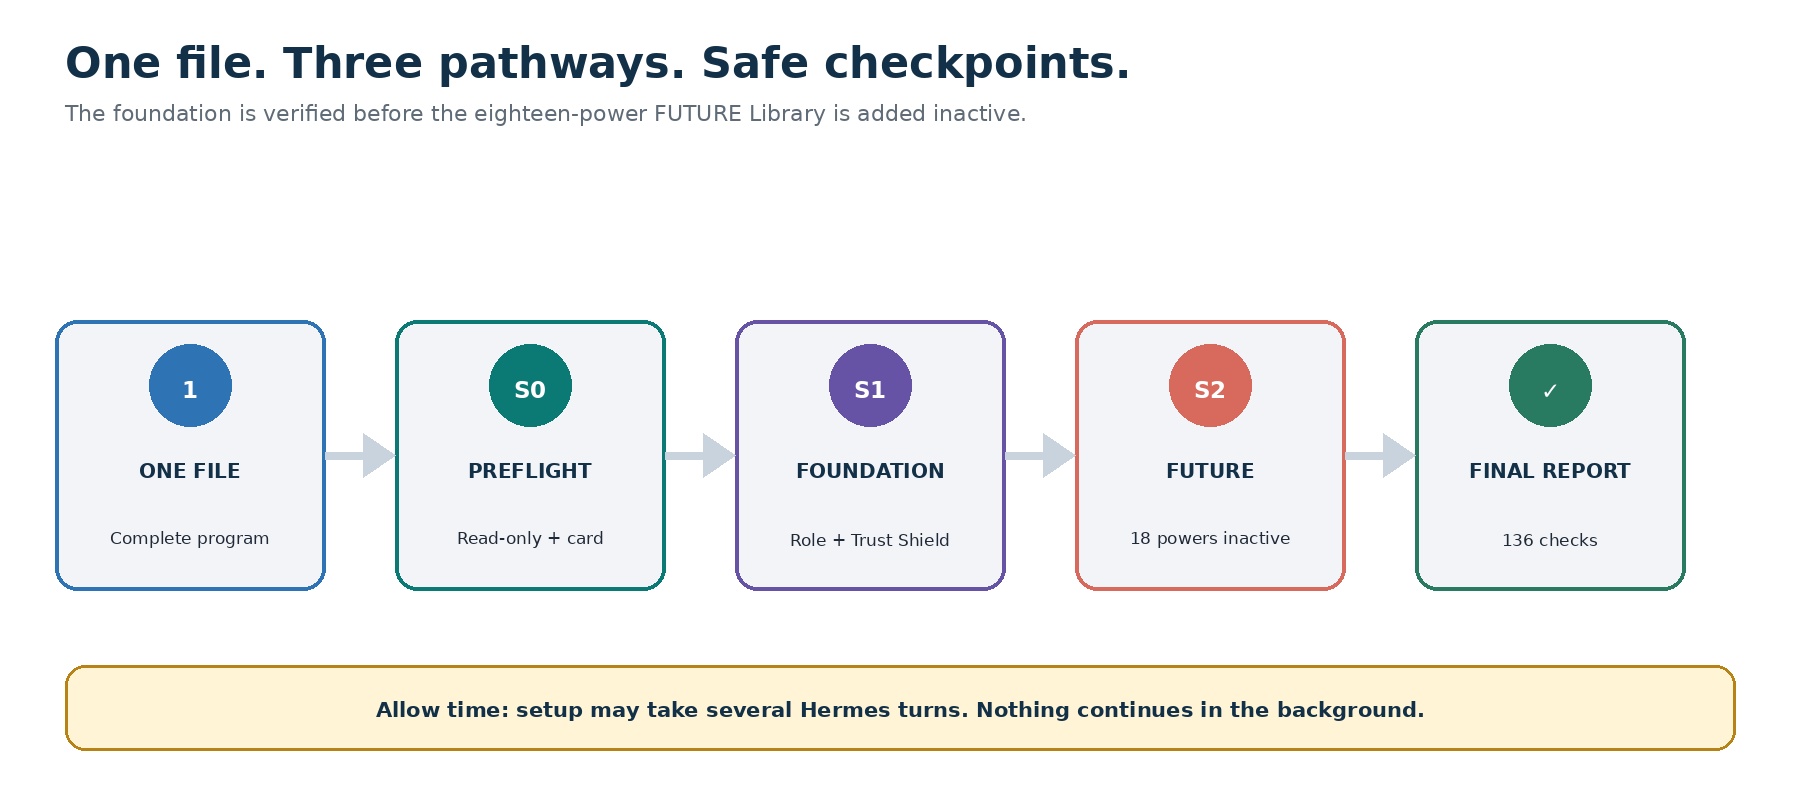 One file. Three pathways. Safe checkpoints.
The foundation is verified before the eighteen-power FUTURE Library is added inactive.
1
ONE FILE
Complete program
S0
PREFLIGHT
Read-only + card
S1
FOUNDATION
Role + Trust Shield
S2
FUTURE
18 powers inactive
✓
FINAL REPORT
136 checks
Allow time: setup may take several Hermes turns. Nothing continues in the background.